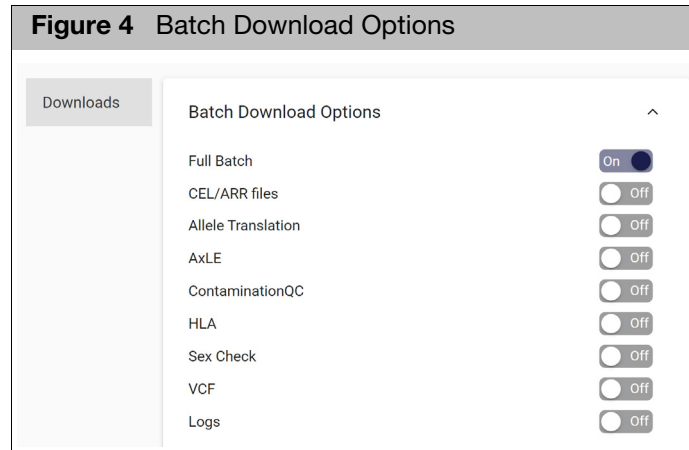 Figure 4 Batch Download Options
Downloads
Batch Download Options
Full Batch On
CEL/ARR files Off
Allele Translation Off
AxLE Off
ContaminationQC Off
HLA Off
Sex Check Off
VCF Off
Logs Off